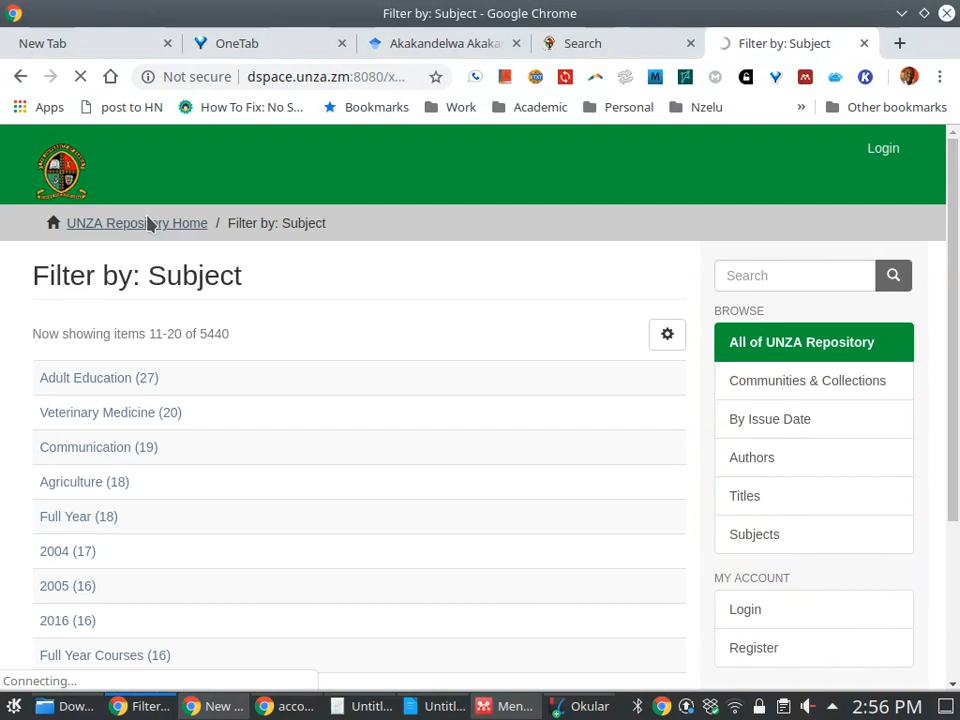 Filter by: Subject - Google Chrome
New Tab
OneTab
Akakandelwa Akaka
Search
Filter by: Subject
Not secure
dspace.unza.zm:8080/x...
Apps
post to HN
How To Fix: No S...
Bookmarks
Work
Academic
Personal
Nzelu
»
Other bookmarks
Login
UNZA Repository Home / Filter by: Subject
Filter by: Subject
Now showing items 11-20 of 5440
Adult Education (27)
Veterinary Medicine (20)
Communication (19)
Agriculture (18)
Full Year (18)
2004 (17)
2005 (16)
2016 (16)
Full Year Courses (16)
Search
BROWSE
All of UNZA Repository
Communities & Collections
By Issue Date
Authors
Titles
Subjects
MY ACCOUNT
Login
Register
Connecting...
Dow...
Filter...
New ...
acco...
Untitl...
Untitl...
Men...
Okular
2:56 PM